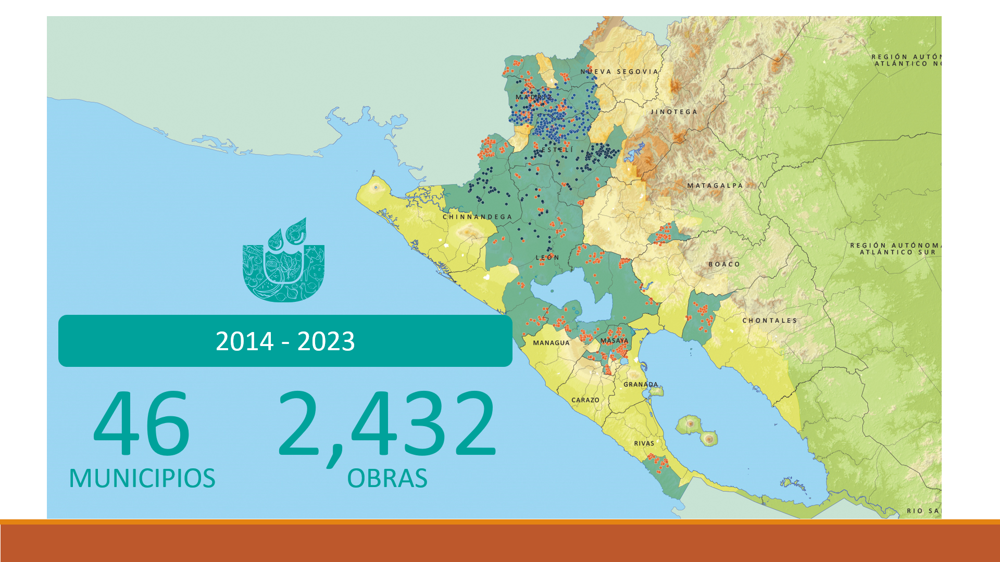 REGIÓN AUTÓN
ATLÁNTICO NO
NUEVA SEGOVIA
MADRIZ
JINOTEGA
ESTELÍ
MATAGALPA
CHINNANDEGA
REGIÓN AUTÓNOMA
ATLÁNTICO SUR
LEÓN
BOACO
CHONTALES
2014 - 2023
MANAGUA
MASAYA
GRANADA
CARAZO
46
2,432
RIVAS
MUNICIPIOS
OBRAS
RIO SA